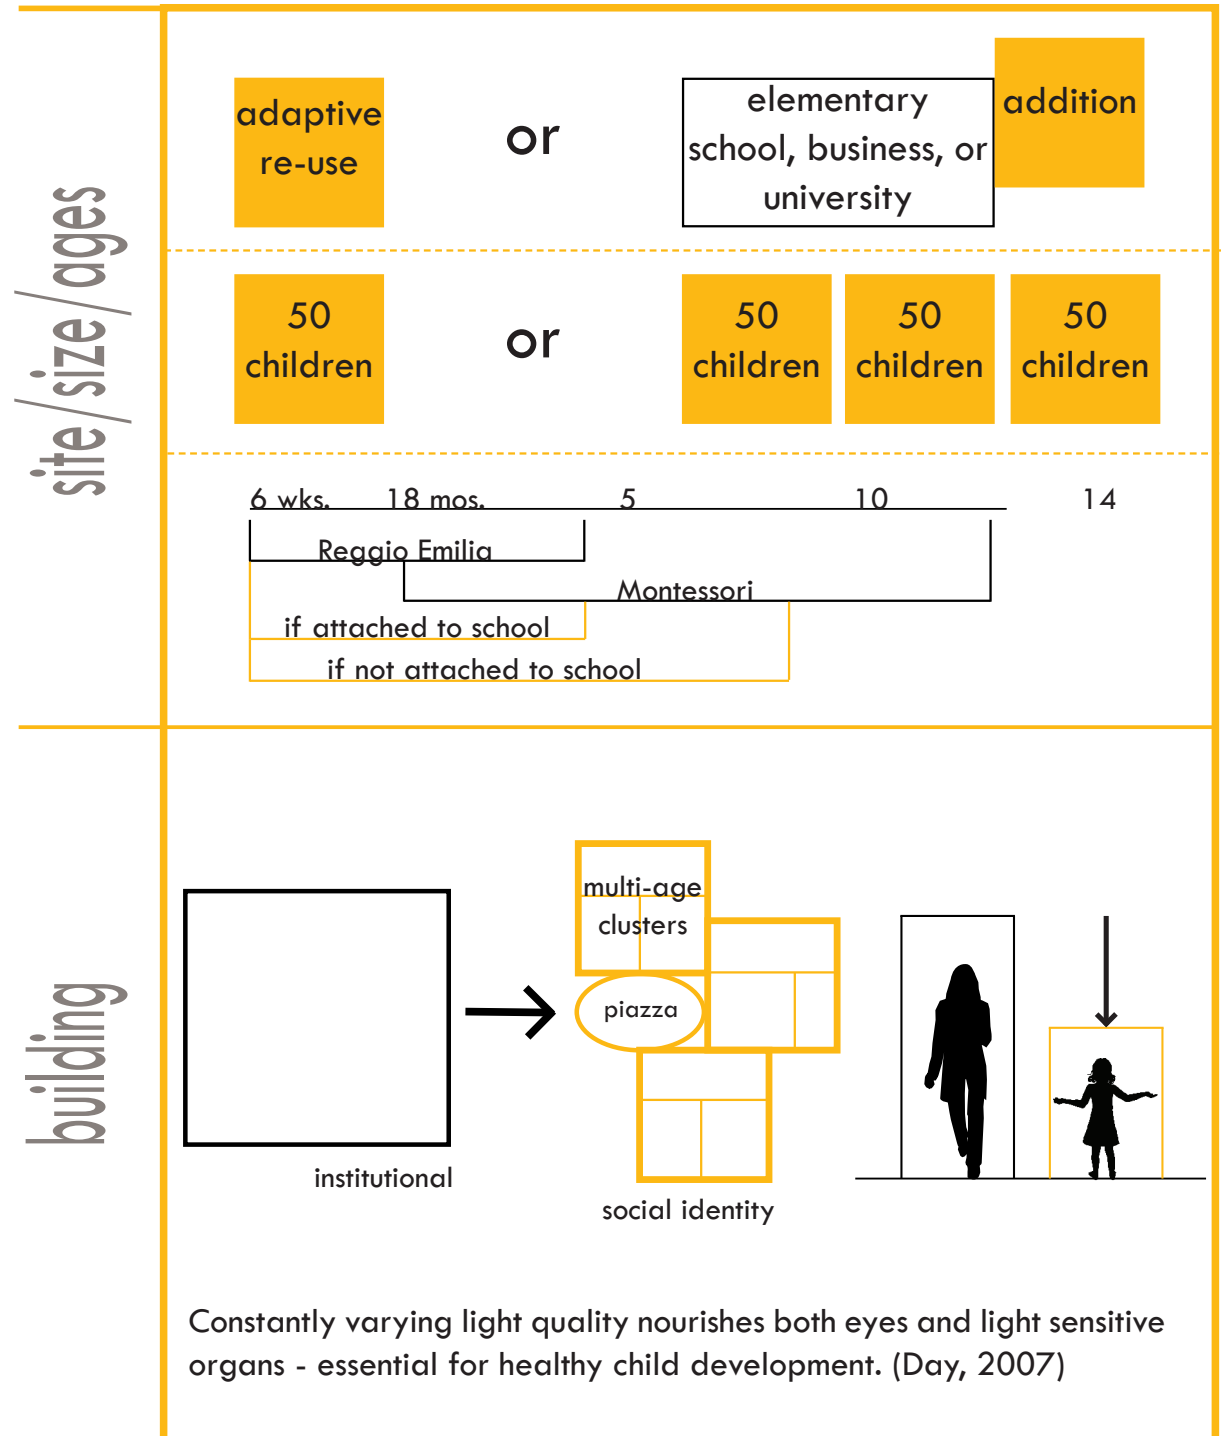 site/size/ages
adaptive
re-use
or
elementary
school, business, or
university
addition
50
children
or
50
children
50
children
50
children
6 wks. 18 mos. 5 10 14
Reggio Emilia
Montessori
if attached to school
if not attached to school
building
multi-age
clusters
piazza
institutional
social identity
Constantly varying light quality nourishes both eyes and light sensitive
organs - essential for healthy child development. (Day, 2007)